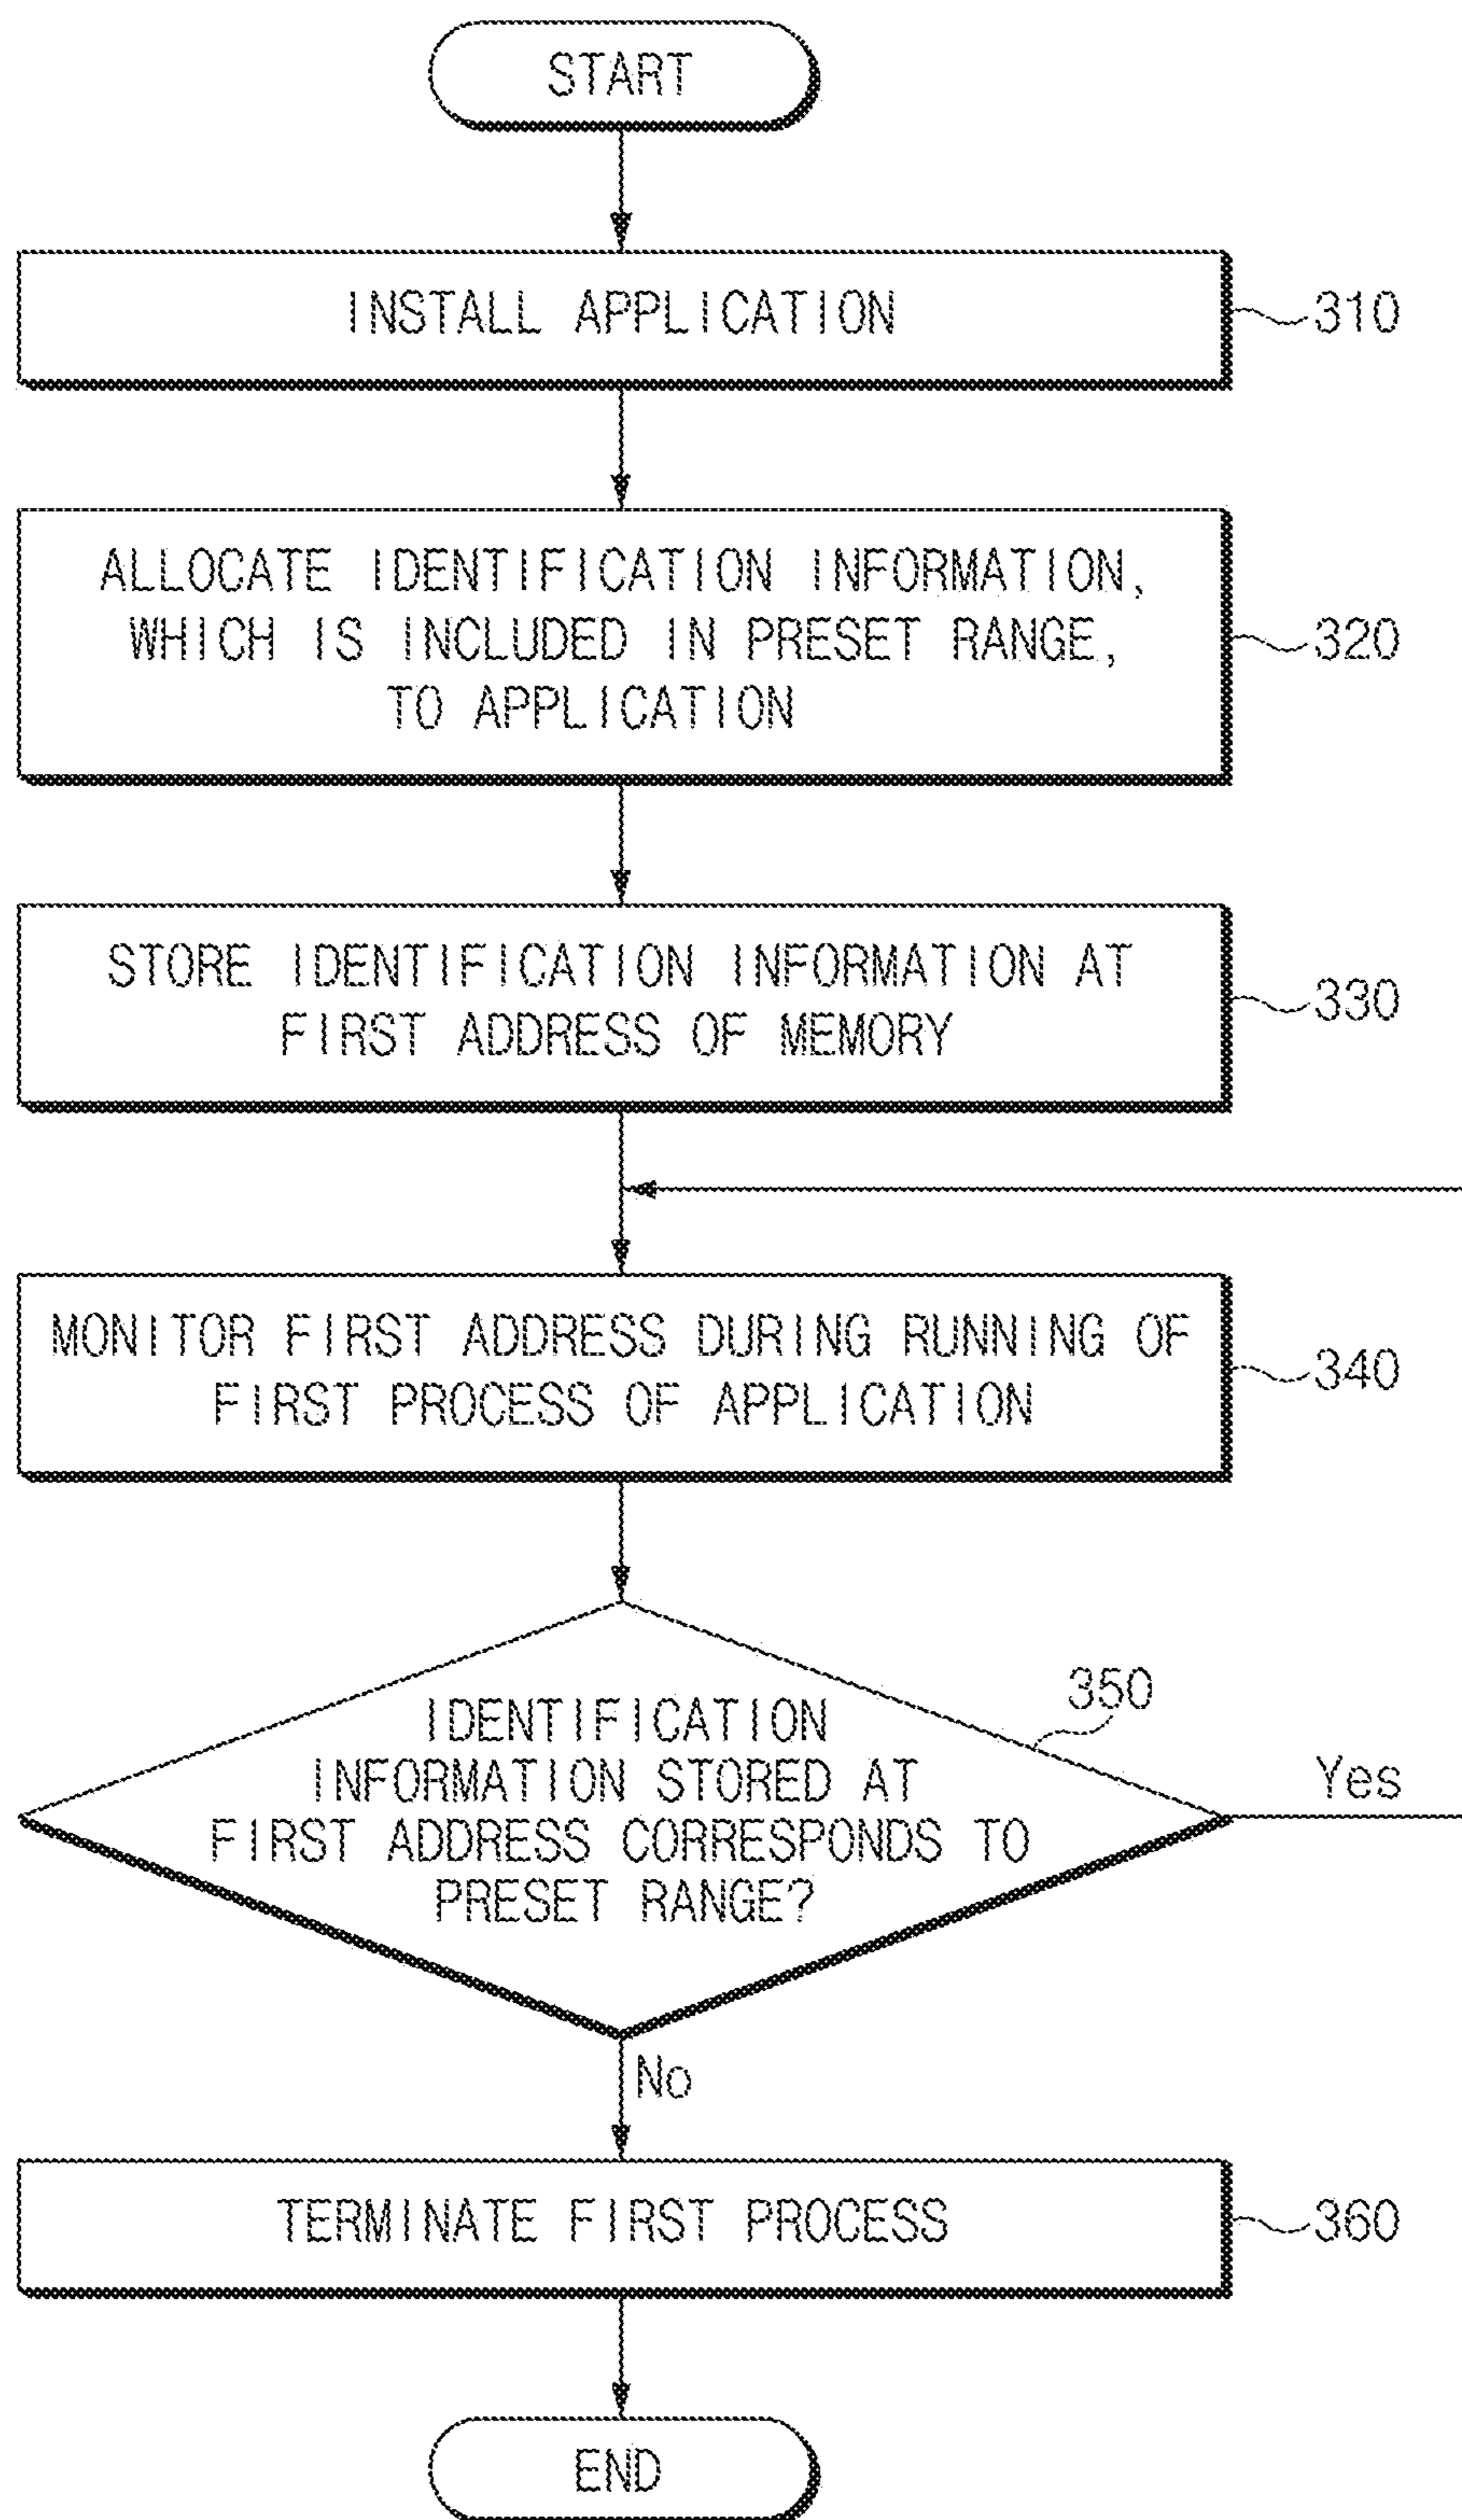 START
INSTALL APPLICATION
310
ALLOCATE IDENTIFICATION INFORMATION,
WHICH IS INCLUDED IN PRESET RANGE,
TO APPLICATION
320
STORE IDENTIFICATION INFORMATION AT
FIRST ADDRESS OF MEMORY
330
MONITOR FIRST ADDRESS DURING RUNNING OF
FIRST PROCESS OF APPLICATION
340
350
IDENTIFICATION
INFORMATION STORED AT
FIRST ADDRESS CORRESPONDS TO
PRESET RANGE?
Yes
No
TERMINATE FIRST PROCESS
360
END